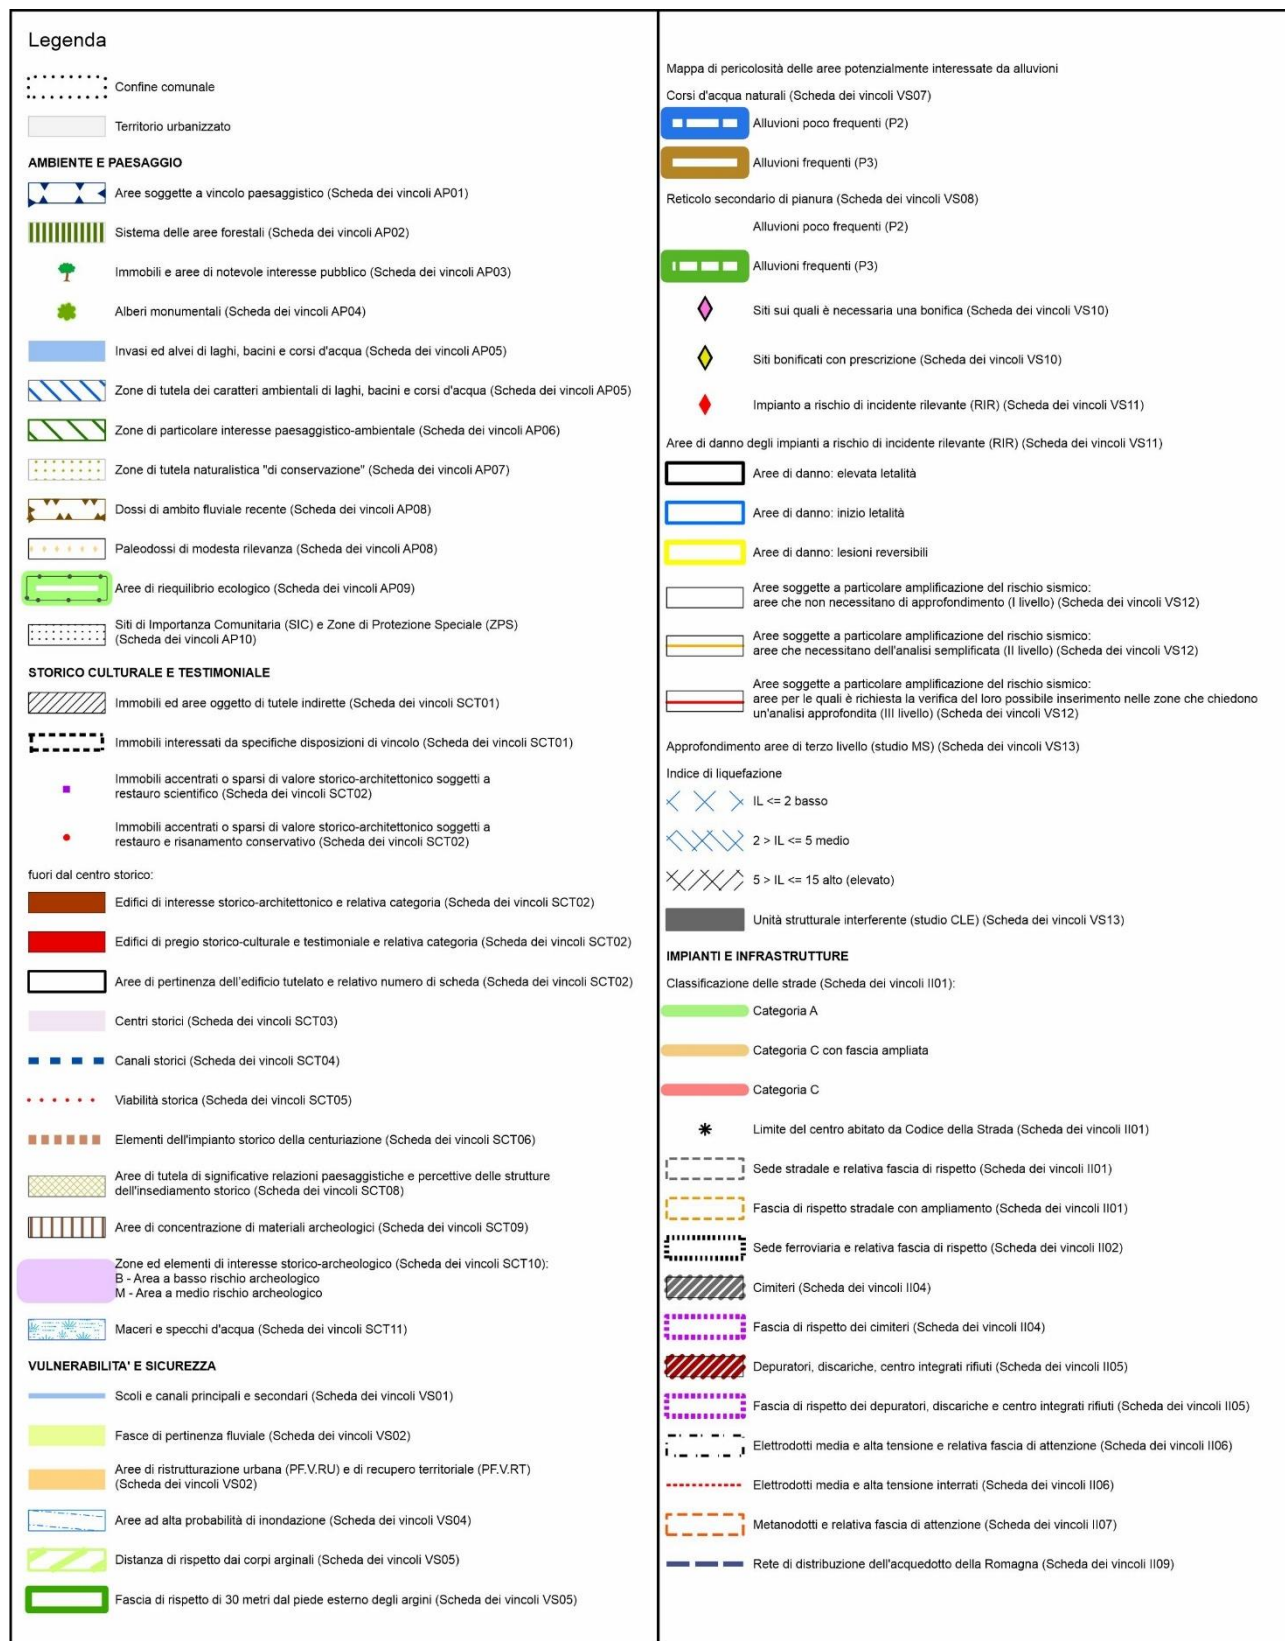 Legenda
Confine comunale
Territorio urbanizzato
AMBIENTE E PAESAGGIO
Aree soggette a vincolo paesaggistico (Scheda dei vincoli AP01)
Sistema delle aree forestali (Scheda dei vincoli AP02)
Immobili e aree di notevole interesse pubblico (Scheda dei vincoli AP03)
Alberi monumentali (Scheda dei vincoli AP04)
Invasi ed alvei di laghi, bacini e corsi d'acqua (Scheda dei vincoli AP05)
Zone di tutela dei caratteri ambientali di laghi, bacini e corsi d'acqua (Scheda dei vincoli AP05)
Zone di particolare interesse paesaggistico-ambientale (Scheda dei vincoli AP06)
Zone di tutela naturalistica "di conservazione" (Scheda dei vincoli AP07)
Dossi di ambito fluviale recente (Scheda dei vincoli AP08)
Paleodossi di modesta rilevanza (Scheda dei vincoli AP08)
Aree di riequilibrio ecologico (Scheda dei vincoli AP09)
Siti di Importanza Comunitaria (SIC) e Zone di Protezione Speciale (ZPS)
(Scheda dei vincoli AP10)
STORICO CULTURALE E TESTIMONIALE
Immobili ed aree oggetto di tutele indirette (Scheda dei vincoli SCT01)
Immobili interessati da specifiche disposizioni di vincolo (Scheda dei vincoli SCT01)
Immobili accentrati o sparsi di valore storico-architettonico soggetti a
restauro scientifico (Scheda dei vincoli SCT02)
Immobili accentrati o sparsi di valore storico-architettonico soggetti a
restauro e risanamento conservativo (Scheda dei vincoli SCT02)
fuori dal centro storico:
Edifici di interesse storico-architettonico e relativa categoria (Scheda dei vincoli SCT02)
Edifici di pregio storico-culturale e testimoniale e relativa categoria (Scheda dei vincoli SCT02)
Aree di pertinenza dell'edificio tutelato e relativo numero di scheda (Scheda dei vincoli SCT02)
Centri storici (Scheda dei vincoli SCT03)
Canali storici (Scheda dei vincoli SCT04)
Viabilità storica (Scheda dei vincoli SCT05)
Elementi dell'impianto storico della centuriazione (Scheda dei vincoli SCT06)
Aree di tutela di significative relazioni paesaggistiche e percettive delle strutture
dell'insediamento storico (Scheda dei vincoli SCT08)
Aree di concentrazione di materiali archeologici (Scheda dei vincoli SCT09)
Zone ed elementi di interesse storico-archeologico (Scheda dei vincoli SCT10):
B - Area a basso rischio archeologico
M - Area a medio rischio archeologico
Maceri e specchi d'acqua (Scheda dei vincoli SCT11)
VULNERABILITA' E SICUREZZA
Scoli e canali principali e secondari (Scheda dei vincoli VS01)
Fasce di pertinenza fluviale (Scheda dei vincoli VS02)
Aree di ristrutturazione urbana (PF.V.RU) e di recupero territoriale (PF.V.RT)
(Scheda dei vincoli VS02)
Aree ad alta probabilità di inondazione (Scheda dei vincoli VS04)
Distanza di rispetto dai corpi arginali (Scheda dei vincoli VS05)
Fascia di rispetto di 30 metri dal piede esterno degli argini (Scheda dei vincoli VS05)
Mappa di pericolosità delle aree potenzialmente interessate da alluvioni
Corsi d'acqua naturali (Scheda dei vincoli VS07)
Alluvioni poco frequenti (P2)
Alluvioni frequenti (P3)
Reticolo secondario di pianura (Scheda dei vincoli VS08)
Alluvioni poco frequenti (P2)
Alluvioni frequenti (P3)
Siti sui quali è necessaria una bonifica (Scheda dei vincoli VS10)
Siti bonificati con prescrizione (Scheda dei vincoli VS10)
Impianto a rischio di incidente rilevante (RIR) (Scheda dei vincoli VS11)
Aree di danno degli impianti a rischio di incidente rilevante (RIR) (Scheda dei vincoli VS11)
Aree di danno: elevata letalità
Aree di danno: inizio letalità
Aree di danno: lesioni reversibili
Aree soggette a particolare amplificazione del rischio sismico:
aree che non necessitano di approfondimento (I livello) (Scheda dei vincoli VS12)
Aree soggette a particolare amplificazione del rischio sismico:
aree che necessitano dell'analisi semplificata (II livello) (Scheda dei vincoli VS12)
Aree soggette a particolare amplificazione del rischio sismico:
aree per le quali è richiesta la verifica del loro possibile inserimento nelle zone che chiedono
un'analisi approfondita (III livello) (Scheda dei vincoli VS12)
Approfondimento aree di terzo livello (studio MS) (Scheda dei vincoli VS13)
Indice di liquefazione
IL <= 2 basso
2 > IL <= 5 medio
5 > IL <= 15 alto (elevato)
Unità strutturale interferente (studio CLE) (Scheda dei vincoli VS13)
IMPIANTI E INFRASTRUTTURE
Classificazione delle strade (Scheda dei vincoli II01):
Categoria A
Categoria C con fascia ampliata
Categoria C
Limite del centro abitato da Codice della Strada (Scheda dei vincoli II01)
Sede stradale e relativa fascia di rispetto (Scheda dei vincoli II01)
Fascia di rispetto stradale con ampliamento (Scheda dei vincoli II01)
Sede ferroviaria e relativa fascia di rispetto (Scheda dei vincoli II02)
Cimiteri (Scheda dei vincoli II04)
Fascia di rispetto dei cimiteri (Scheda dei vincoli II04)
Depuratori, discariche, centro integrati rifiuti (Scheda dei vincoli II05)
Fascia di rispetto dei depuratori, discariche e centro integrati rifiuti (Scheda dei vincoli II05)
Elettrodotti media e alta tensione e relativa fascia di attenzione (Scheda dei vincoli II06)
Elettrodotti media e alta tensione interrati (Scheda dei vincoli II06)
Metanodotti e relativa fascia di attenzione (Scheda dei vincoli II07)
Rete di distribuzione dell'acquedotto della Romagna (Scheda dei vincoli II09)